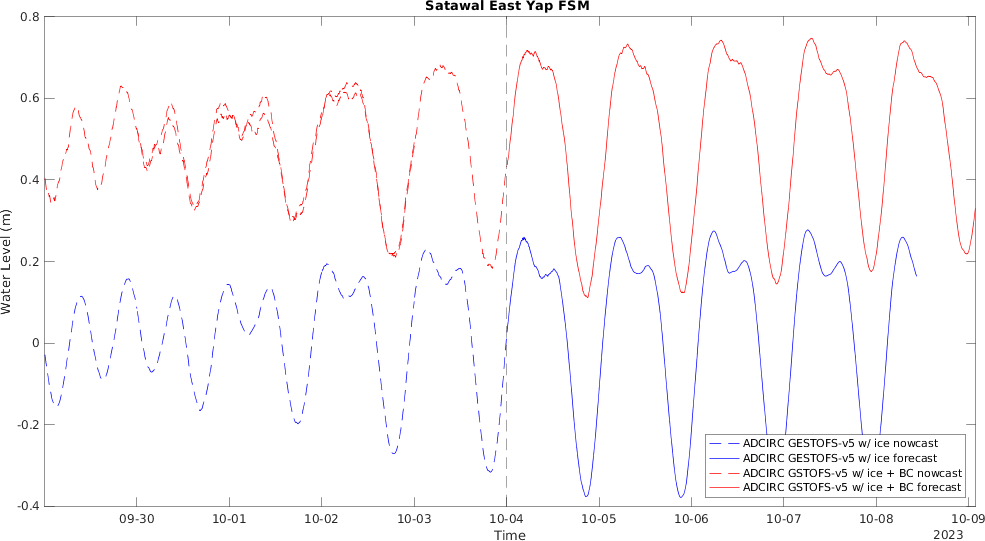 Satawal East Yap FSM
0.8
0.6
0.4
0.2
0
-0.2
-0.4
Water Level (m)
ADCIRC GESTOFS-v5 w/ ice nowcast
ADCIRC GESTOFS-v5 w/ ice forecast
ADCIRC GSTOFS-v5 w/ ice + BC nowcast
ADCIRC GSTOFS-v5 w/ ice + BC forecast
09-30 10-01 10-02 10-03 10-04 10-05 10-06 10-07 10-08 10-09
Time
2023